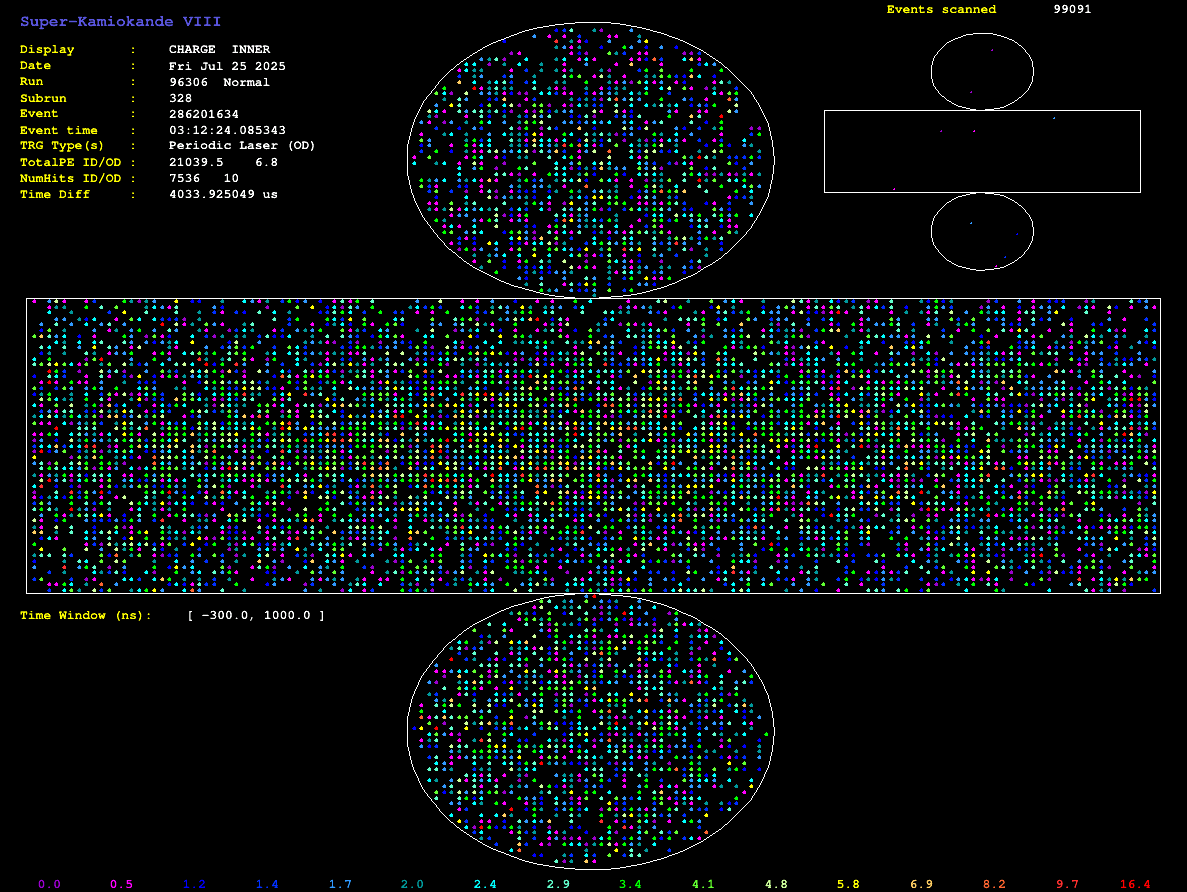 Super-Kamiokande VIII
Events scanned 99091
Display : CHARGE INNER
Date : Fri Jul 25 2025
Run : 96306 Normal
Subrun : 328
Event : 286201634
Event time : 03:12:24.085343
TRG Type(s) : Periodic Laser (OD)
TotalPE ID/OD : 21039.5 6.8
NumHits ID/OD : 7536 10
Time Diff : 4033.925049 us
Time Window (ns): [ -300.0, 1000.0 ]
0.0 0.5 1.2 1.4 1.7 2.0 2.4 2.9 3.4 4.1 4.8 5.8 6.9 8.2 9.7 16.4